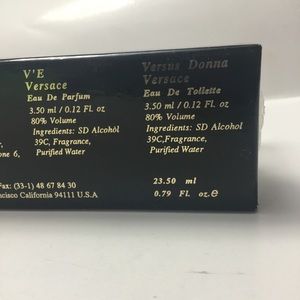 V'E
Versace
Eau De Parfum
3.50 ml / 0.12 Fl. oz
80% Volume
Ingredients: SD Alcohol
39C, Fragrance,
Purified Water
one 6,
Versus Donna
Versace
Eau De Toilette
3.50 ml / 0.12 Fl. oz
80% Volume
Ingredients: SD Alcohol
39C,Fragrance,
Purified Water
Fax: (33-1) 48 67 84 30
ncisco California 94111 U.S.A
23.50 ml
0.79 Fl. oz.e